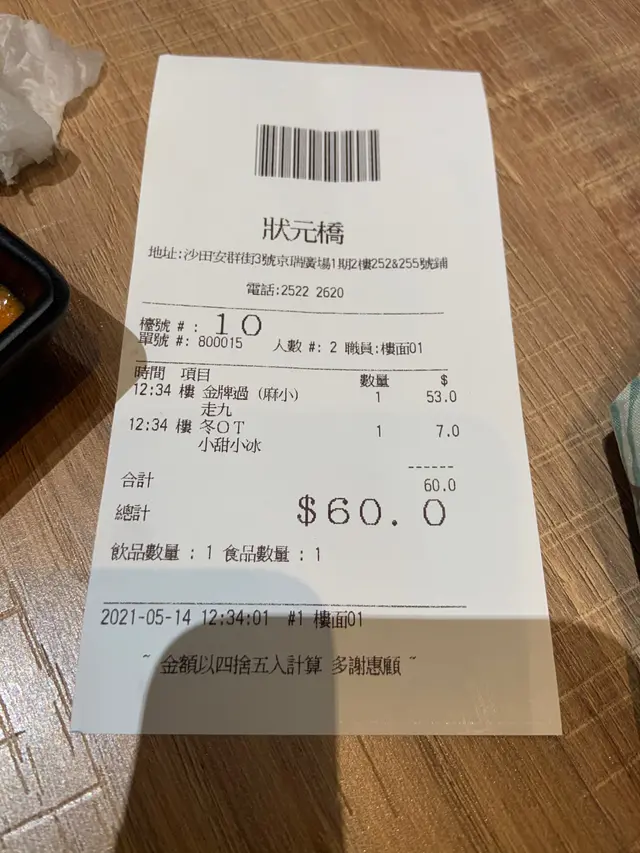 狀元橋
地址:沙田安群街3號京瑞廣場1期2樓252&255號鋪
電話:2522 2620
檯號 #: 10
單號 #: 800015 人數 #: 2 職員:樓面01
時間 項目 數量 $
12:34 樓 金牌過 (麻小) 1 53.0
走九
12:34 樓 冬OT 1 7.0
小甜小冰
------
合計 60.0
總計 $60.0
飲品數量 : 1 食品數量 : 1
2021-05-14 12:34:01 #1 樓面01
~ 金額以四捨五入計算 多謝惠顧 ~